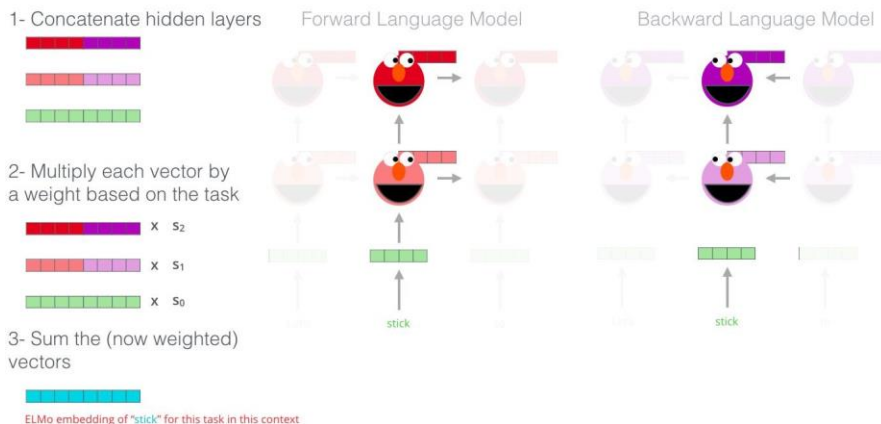 1- Concatenate hidden layers
Forward Language Model
Backward Language Model
2- Multiply each vector by
a weight based on the task
x s₂
x s₁
x s₀
stick
stick
3- Sum the (now weighted)
vectors
ELMo embedding of “stick” for this task in this context